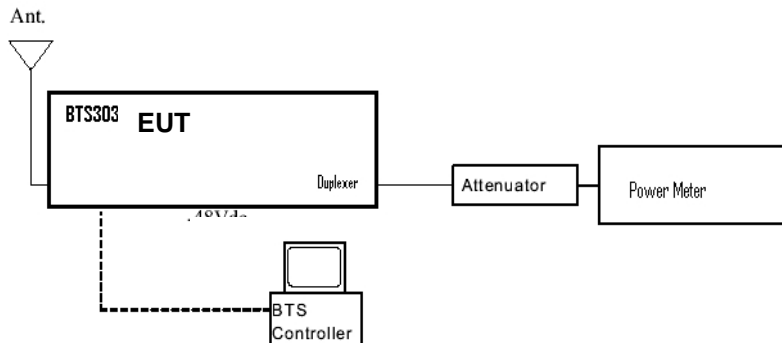 Ant.
BTS303 EUT
Duplexer
Attenuator
Power Meter
BTS
Controller